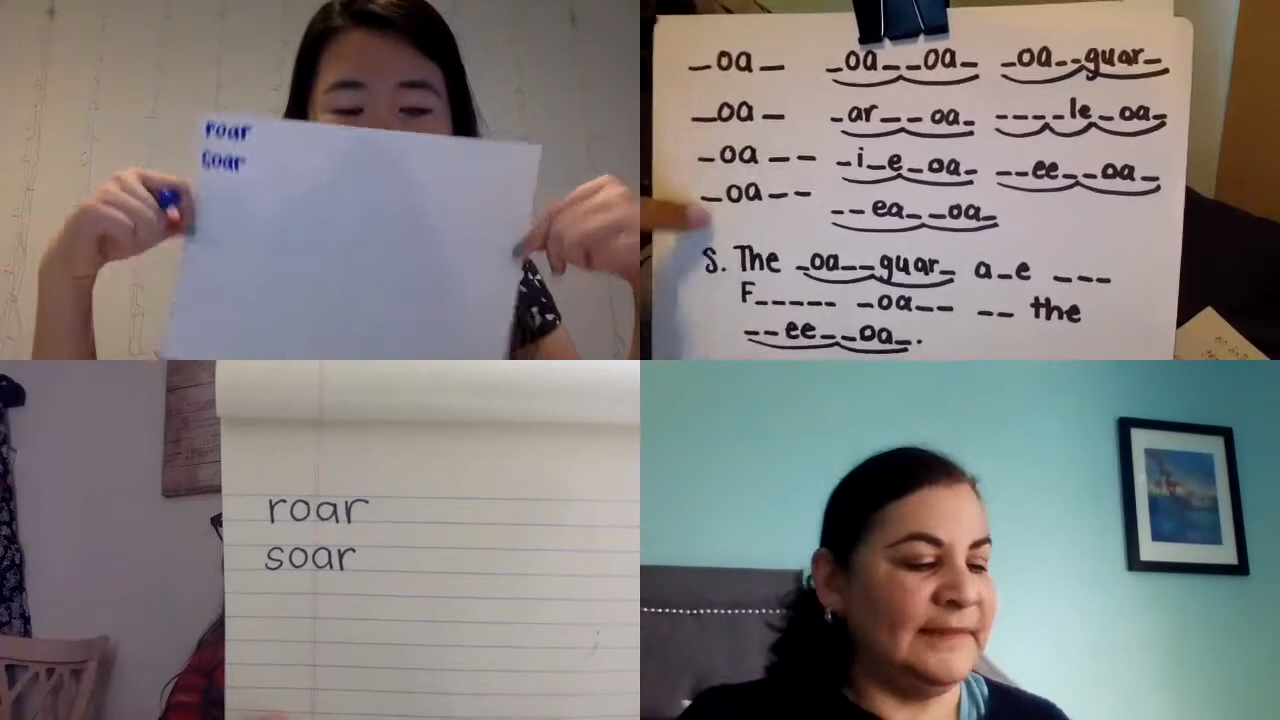 roar
soar
_oa_ _oa__oa_ _oa__guar_
_oa_ _ar__oa_ ____le_oa_
_oa__ _i_e_oa_ __ee__oa_
_oa__ __ea__oa_
S. The _oa__guar_ a_e ___
F_____ _oa__ __ the
__ee__oa_.
roar
soar